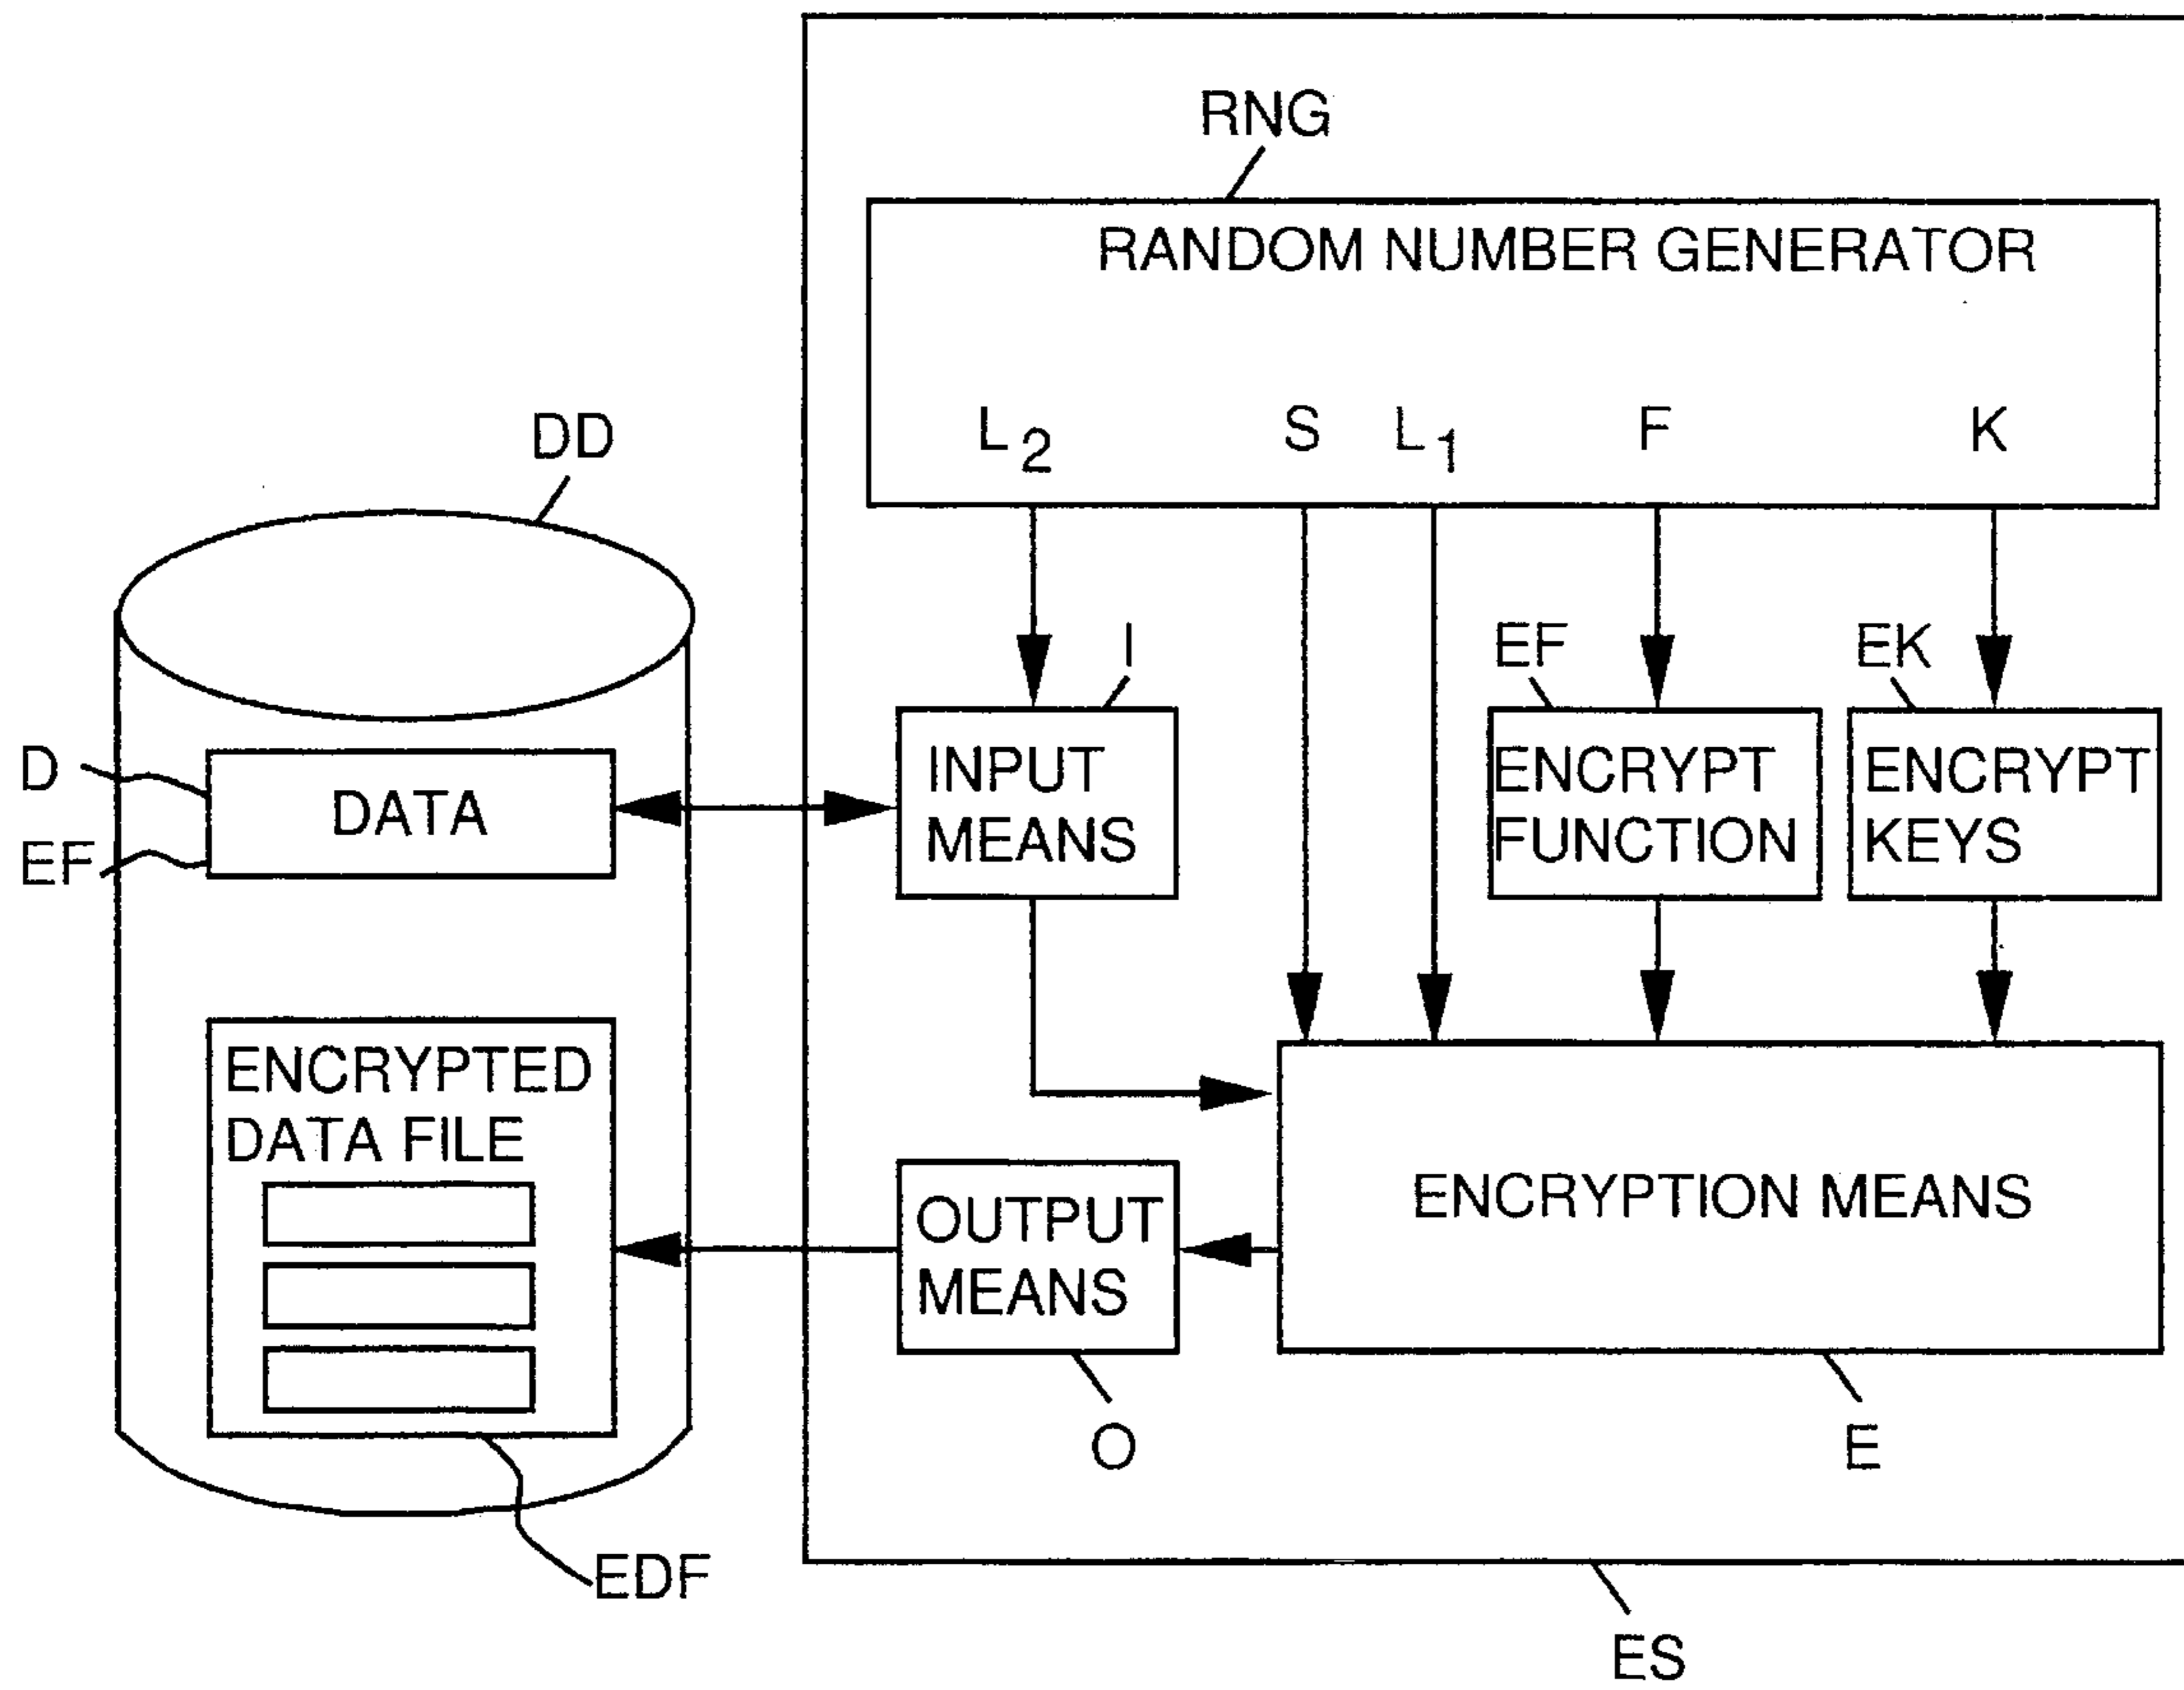 RNG
RANDOM NUMBER GENERATOR
L2 S L1 F K
DD
I
EF
EK
D
EF
DATA
INPUT
MEANS
ENCRYPT
FUNCTION
ENCRYPT
KEYS
ENCRYPTED
DATA FILE
OUTPUT
MEANS
ENCRYPTION MEANS
O
E
EDF
ES